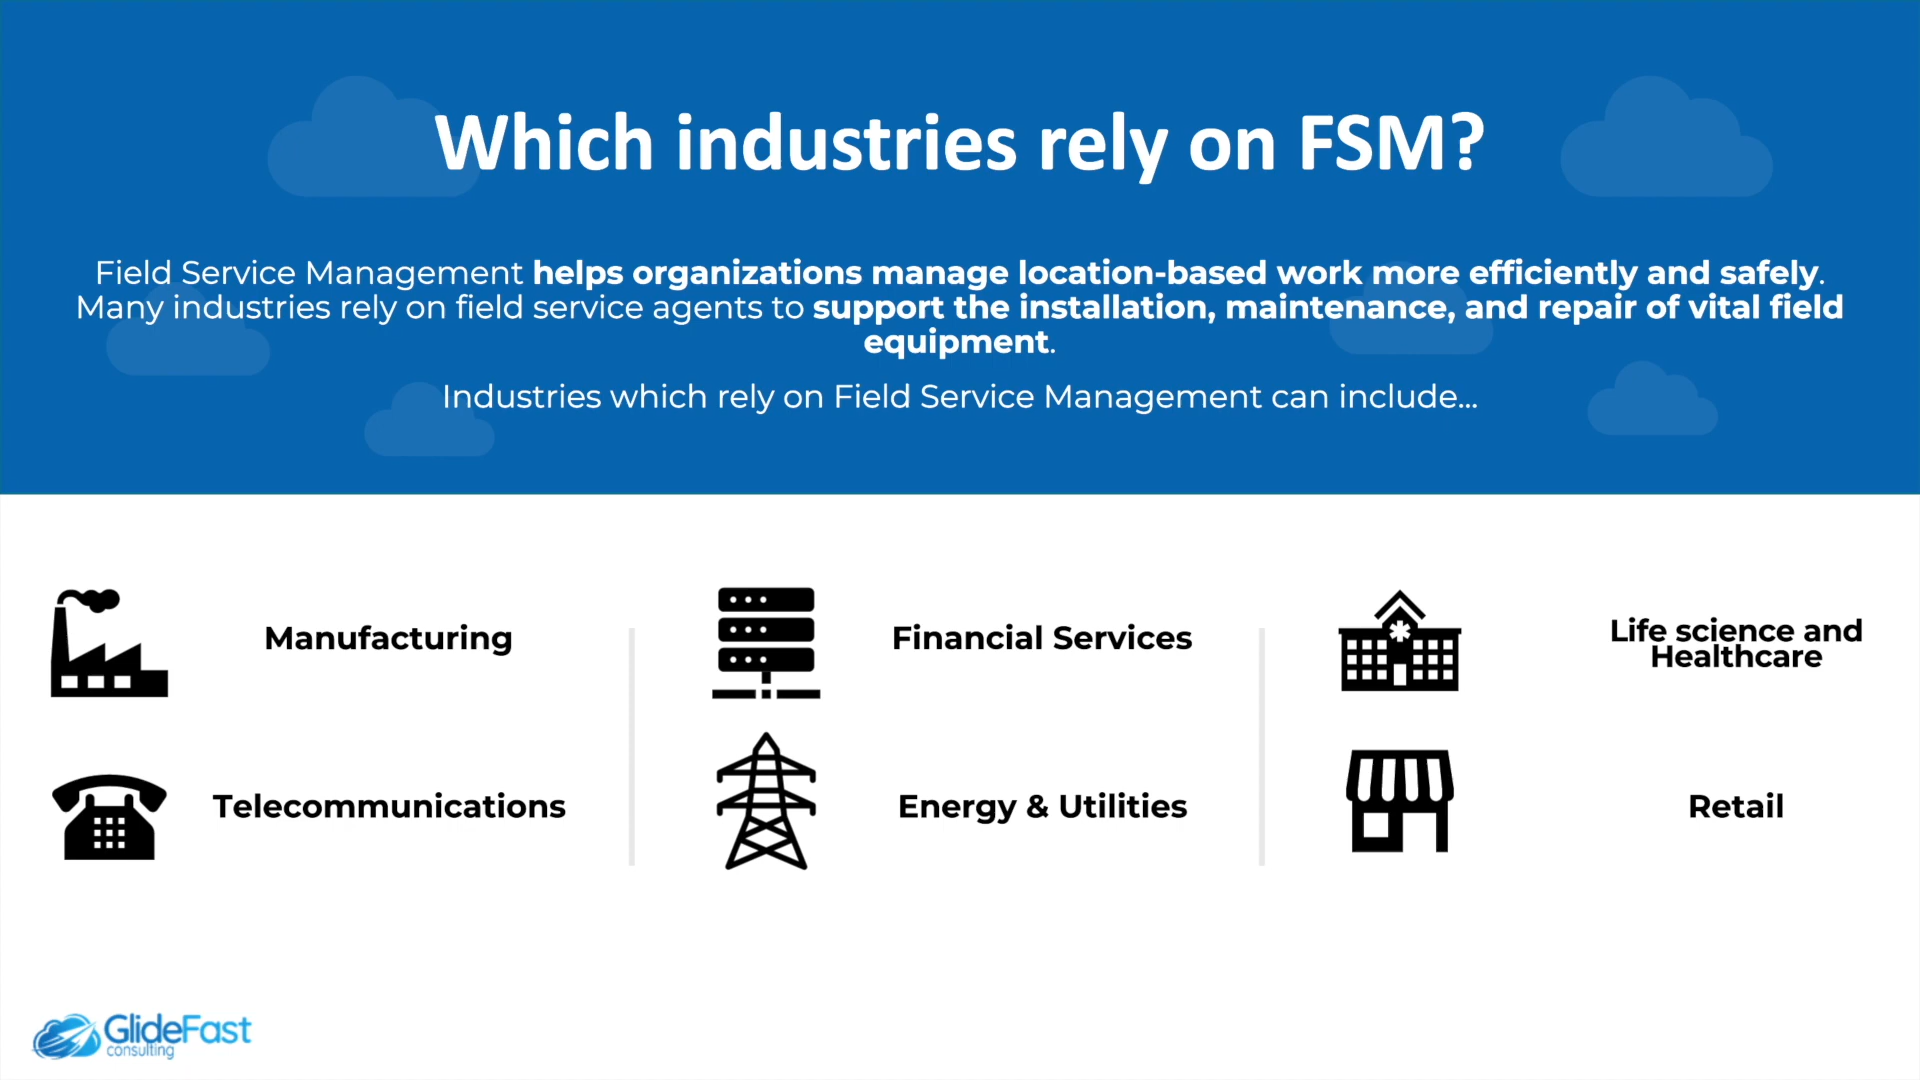 Which industries rely on FSM?
Field Service Management helps organizations manage location-based work more efficiently and safely.
Many industries rely on field service agents to support the installation, maintenance, and repair of vital field
equipment.
Industries which rely on Field Service Management can include...
Manufacturing
Financial Services
Life science and
Healthcare
Telecommunications
Energy & Utilities
Retail
GlideFast
consulting